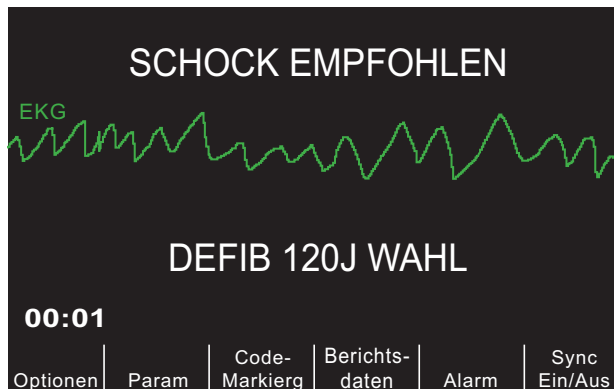 SCHOCK EMPFOHLEN
EKG
DEFIB 120J WAHL
00:01
Optionen
Param
Code-
Markierg
Berichts-
daten
Alarm
Sync
Ein/Aus